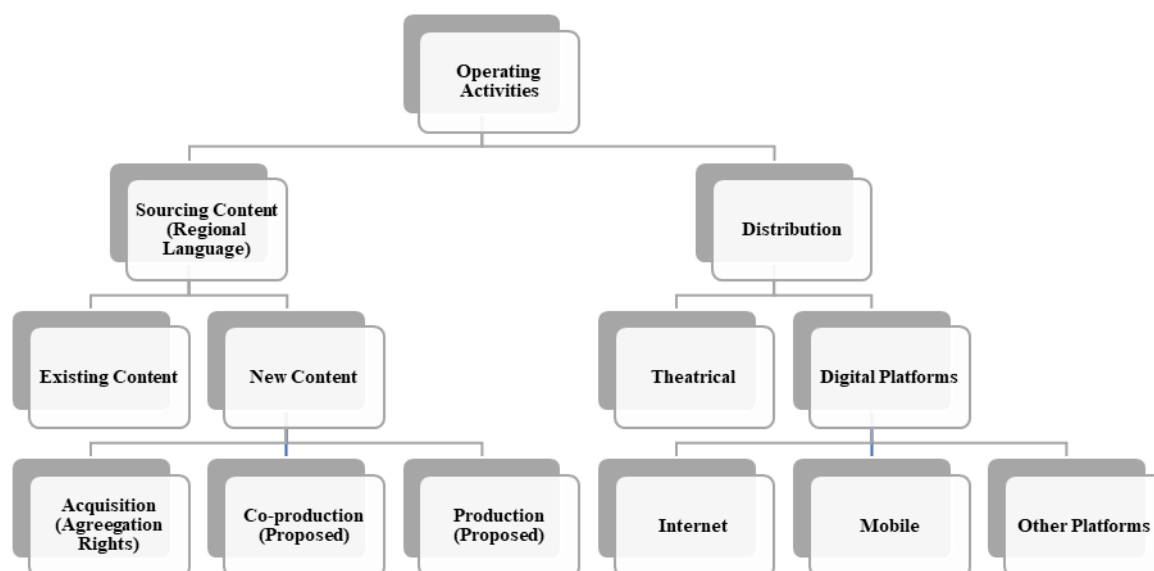 Operating
Activities
Sourcing Content
(Regional
Language)
Distribution
Existing Content
New Content
Theatrical
Digital Platforms
Acquisition
(Agreegation
Rights)
Co-production
(Proposed)
Production
(Proposed)
Internet
Mobile
Other Platforms